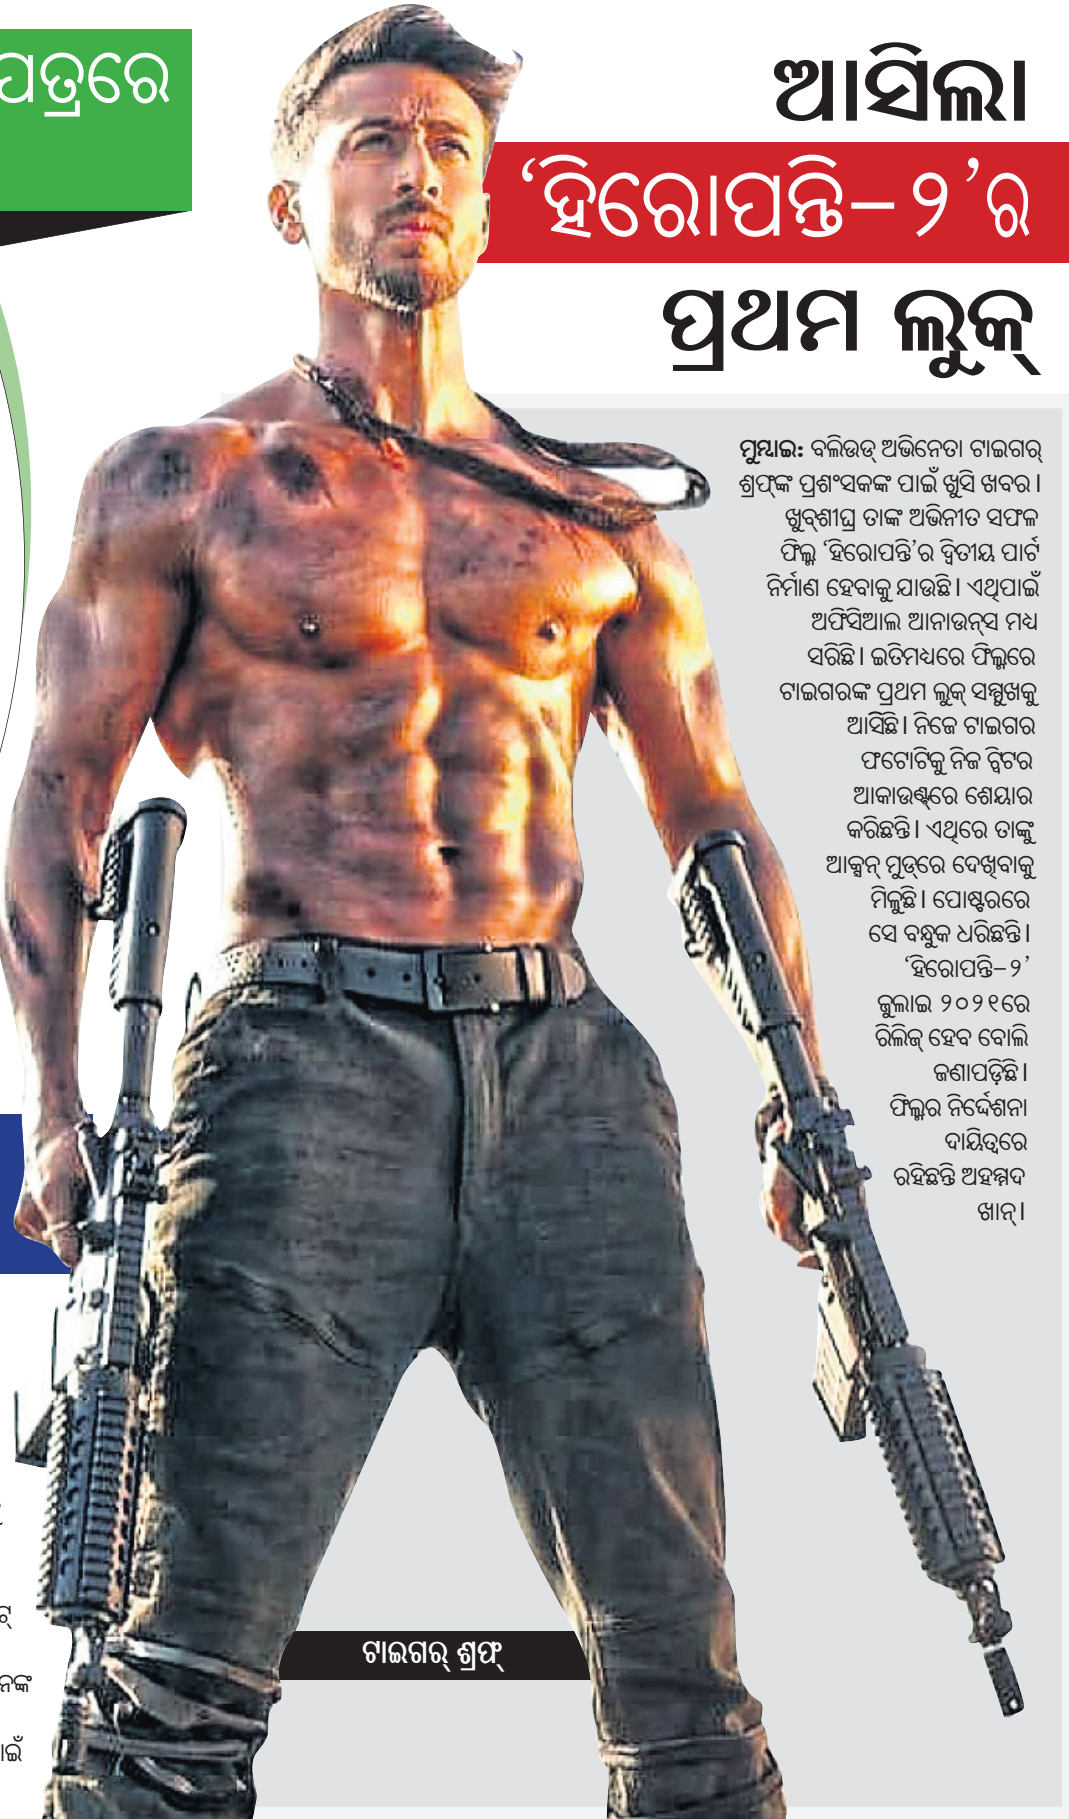 ପତ୍ରରେ
ଆସିଲା
‘ହିରୋପନ୍ତି–୨’ର
ପ୍ରଥମ ଲୁକ୍
ମୁମ୍ବାଇ: ବଲିଉଡ୍ ଅଭିନେତା ଟାଇଗର୍
ଶ୍ରଫ୍‌ଙ୍କ ପ୍ରଶଂସକଙ୍କ ପାଇଁ ଖୁସି ଖବର।
ଖୁବ୍‌ଶୀଘ୍ର ତାଙ୍କ ଅଭିନୀତ ସଫଳ
ଫିଲ୍ମ ‘ହିରୋପନ୍ତି’ର ଦ୍ୱିତୀୟ ପାର୍ଟ
ନିର୍ମାଣ ହେବାକୁ ଯାଉଛି। ଏଥିପାଇଁ
ଅଫିସିଆଲ ଆନାଉନ୍‌ସ ମଧ୍ୟ
ସରିଛି। ଇତିମଧ୍ୟରେ ଫିଲ୍ମରେ
ଟାଇଗରଙ୍କ ପ୍ରଥମ ଲୁକ୍ ସମ୍ମୁଖକୁ
ଆସିିଛି। ନିଜେ ଟାଇଗର
ଫଟୋଟିକୁ ନିଜ ଟ୍ୱିଟର
ଆକାଉଣ୍ଟ୍‌ରେ ଶେୟାର
କରିଛନ୍ତି। ଏଥିରେ ତାଙ୍କୁ
ଆକ୍ସନ୍ ମୁଡ୍‌ରେ ଦେଖିବାକୁ
ମିଳୁଛି। ପୋଷ୍ଟରରେ
ସେ ବନ୍ଧୁକ ଧରିଛନ୍ତି।
‘ହିରୋପନ୍ତି–୨’
ଜୁଲାଇ ୨୦୨୧ରେ
ରିଲିଜ୍ ହେବ ବୋଲି
ଜଣାପଡ଼ିଛି।
ଫିଲ୍ମର ନିର୍ଦ୍ଦେଶନା
ଦାୟିତ୍ୱରେ
ରହିଛନ୍ତି ଅହମ୍ମଦ
ଖାନ୍।
ଟାଇଗର୍ ଶ୍ରଫ୍
ଟ୍
ନଙ୍କ
ାଇଁ